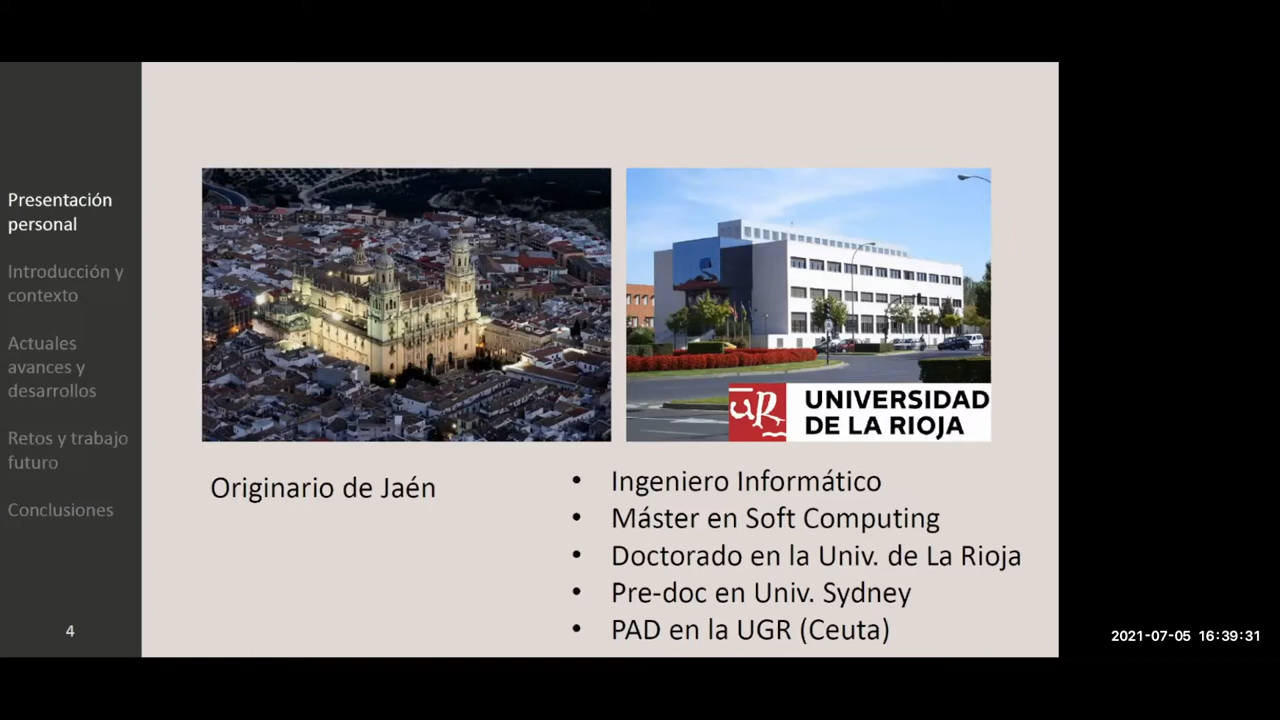 Presentación
personal
Introducción y
contexto
Actuales
avances y
desarrollos
Retos y trabajo
futuro
Conclusiones
4
UR
UNIVERSIDAD
DE LA RIOJA
Originario de Jaén
• Ingeniero Informático
• Máster en Soft Computing
• Doctorado en la Univ. de La Rioja
• Pre-doc en Univ. Sydney
• PAD en la UGR (Ceuta)
2021-07-05 16:39:31